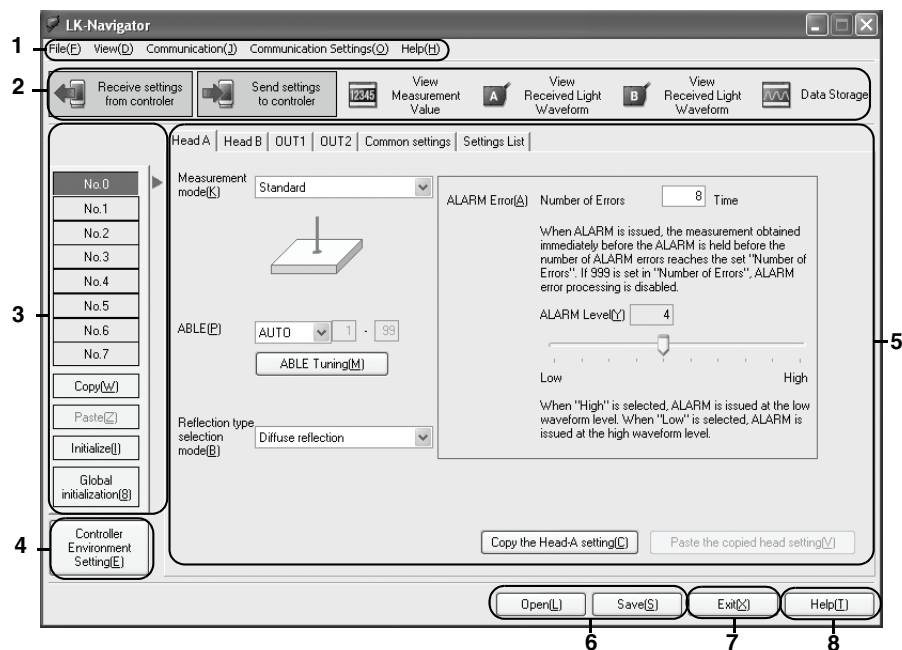 LK-Navigator
1
File(F) View(D) Communication(J) Communication Settings(O) Help(H)
2
Receive settings
from controler
Send settings
to controler
12345
View
Measurement
Value
A
View
Received Light
Waveform
B
View
Received Light
Waveform
Data Storage
3
No.0
No.1
No.2
No.3
No.4
No.5
No.6
No.7
Copy(W)
Paste(Z)
Initialize(I)
Global
initialization(8)
4
Controller
Environment
Setting(E)
Head A Head B OUT1 OUT2 Common settings Settings List
Measurement
mode(K)
Standard
ABLE(P)
AUTO 1 - 99
ABLE Tuning(M)
Reflection type
selection
mode(B)
Diffuse reflection
ALARM Error(A) Number of Errors 8 Time
When ALARM is issued, the measurement obtained
immediately before the ALARM is held before the
number of ALARM errors reaches the set "Number of
Errors". If 999 is set in "Number of Errors", ALARM
error processing is disabled.
ALARM Level(Y) 4
Low High
When "High" is selected, ALARM is issued at the low
waveform level. When "Low" is selected, ALARM is
issued at the high waveform level.
5
Copy the Head-A setting(C) Paste the copied head setting(V)
Open(L) Save(S) Exit(X) Help(T)
6 7 8